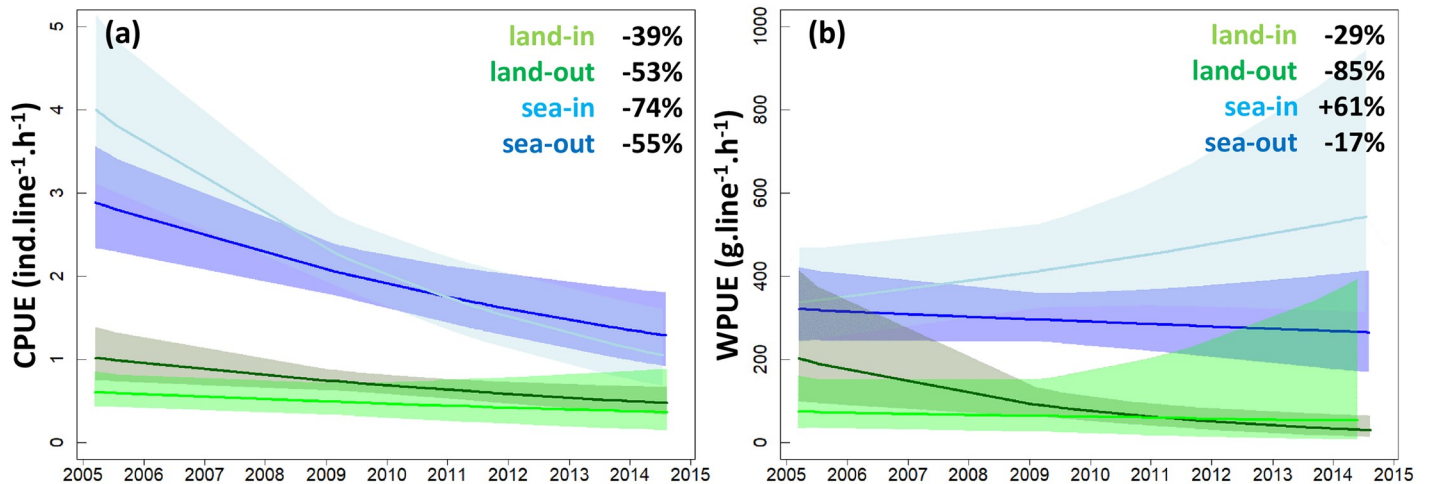 (a)
land-in -39%
land-out -53%
sea-in -74%
sea-out -55%
CPUE (ind.line⁻¹.h⁻¹)
5
4
3
2
1
0
2005 2006 2007 2008 2009 2010 2011 2012 2013 2014 2015
(b)
land-in -29%
land-out -85%
sea-in +61%
sea-out -17%
WPUE (g.line⁻¹.h⁻¹)
1000
800
600
400
200
0
2005 2006 2007 2008 2009 2010 2011 2012 2013 2014 2015